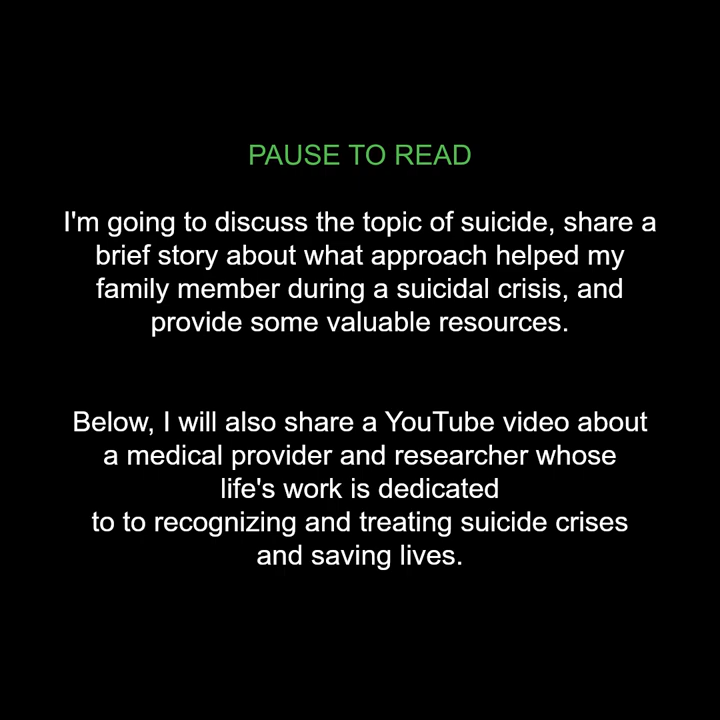 PAUSE TO READ
I'm going to discuss the topic of suicide, share a
brief story about what approach helped my
family member during a suicidal crisis, and
provide some valuable resources.
Below, I will also share a YouTube video about
a medical provider and researcher whose
life's work is dedicated
to to recognizing and treating suicide crises
and saving lives.